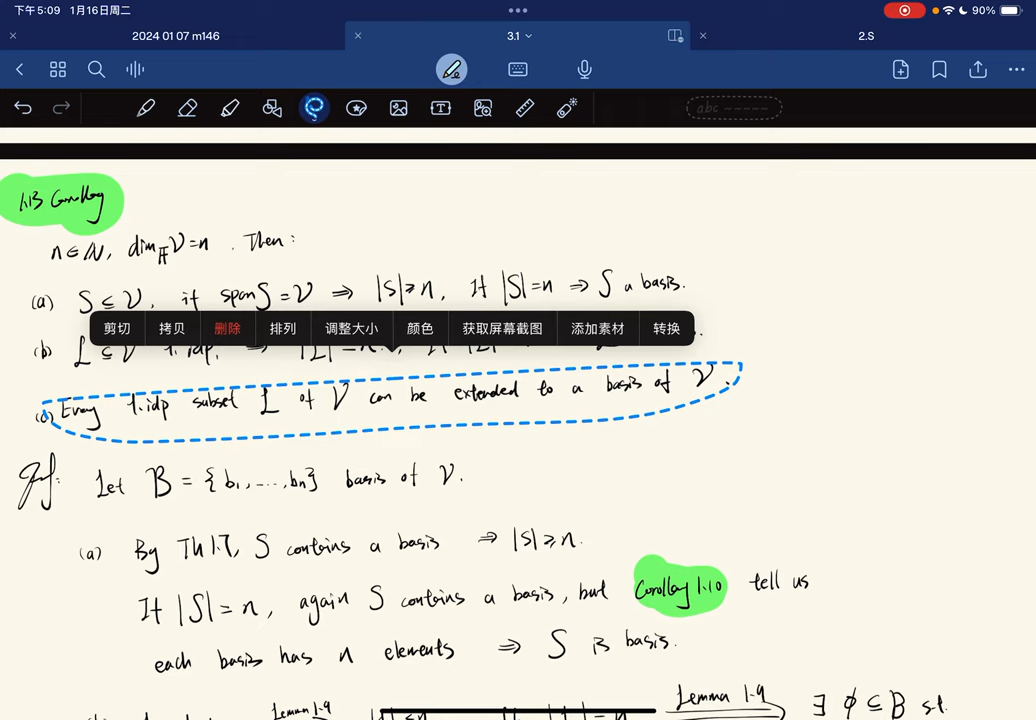 下午5:09 1月16日周二
90%
2024 01 07 m146
3.1
2.S
abc
1.13 Corollary
n∈ℕ, dim_𝔽 V=n. Then:
(a) S ⊆ V, if span S = V ⇒ |S| ≥ n, If |S|=n ⇒ S a basis.
剪切 拷贝 删除 排列 调整大小 颜色 获取屏幕截图 添加素材 转换
(b) L ⊆ V l.idp.
(c) Every l.idp subset L of V can be extended to a basis of V.
Let B = {b₁,...,bn} basis of V.
(a) By Th 1.7, S contains a basis ⇒ |S| ≥ n.
If |S| = n, again S contains a basis, but Corollary 1.10 tell us
each basis has n elements ⇒ S is basis.
Lemma 1.9 Lemma 1.9 ∃ ϕ ⊆ B s.t.